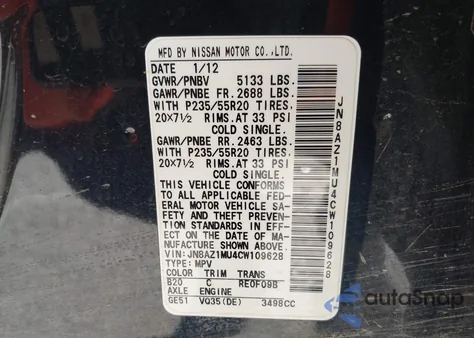 MFD BY NISSAN MOTOR CO.,LTD.
DATE 1/12
GVWR/PNBV 5133 LBS.
GAWR/PNBE FR. 2688 LBS.
WITH P235/55R20 TIRES,
20X7½ RIMS.AT 33 PSI
COLD SINGLE.
GAWR/PNBE RR. 2463 LBS.
WITH P235/55R20 TIRES,
20X7½ RIMS.AT 33 PSI
COLD SINGLE.
THIS VEHICLE CONFORMS
TO ALL APPLICABLE FED-
ERAL MOTOR VEHICLE SA-
FETY AND THEFT PREVEN-
TION STANDARDS IN EFF-
ECT ON THE DATE OF MA-
NUFACTURE SHOWN ABOVE.
VIN:JN8AZ1MU4CW109628
TYPE:MPV
COLOR TRIM TRANS
B20 C RE0F09B
AXLE ENGINE
GE51 VQ35(DE) 3498CC
JN8AZ1MU4CW109628
autoSnap